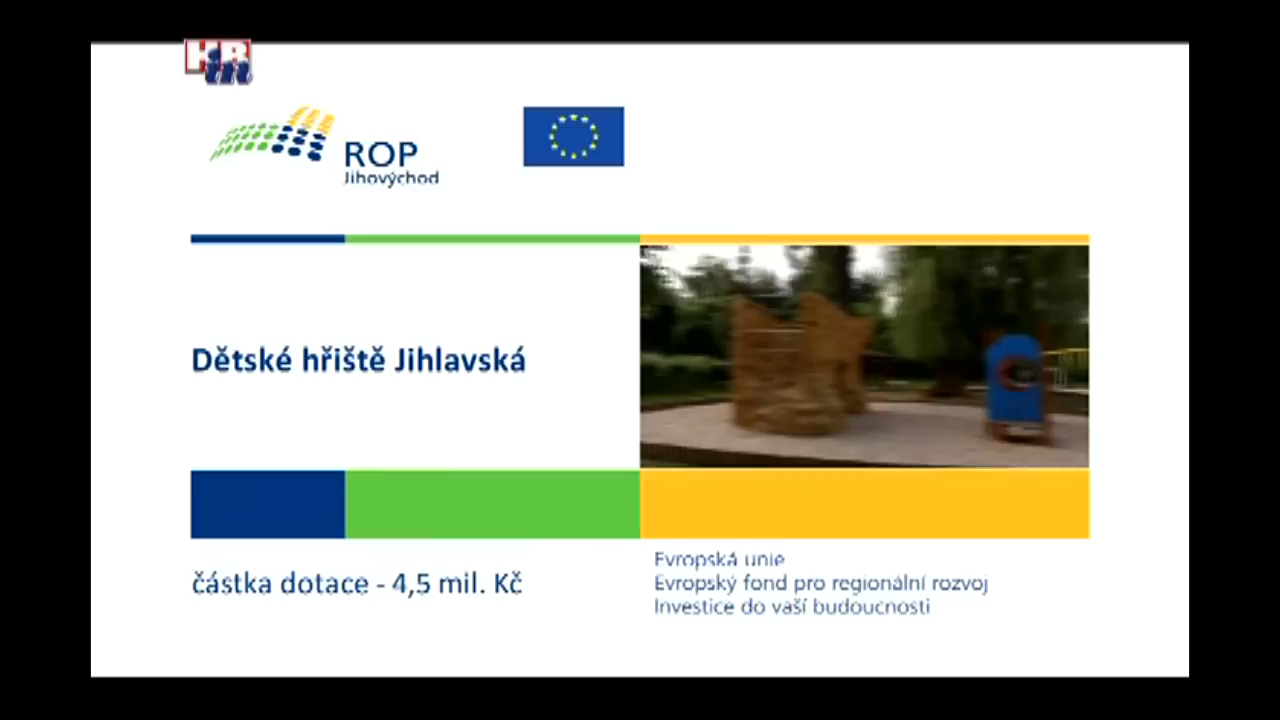 ROP
Jihovýchod
Dětské hřiště Jihlavská
částka dotace - 4,5 mil. Kč
Evropská unie
Evropský fond pro regionální rozvoj
Investice do vaší budoucnosti